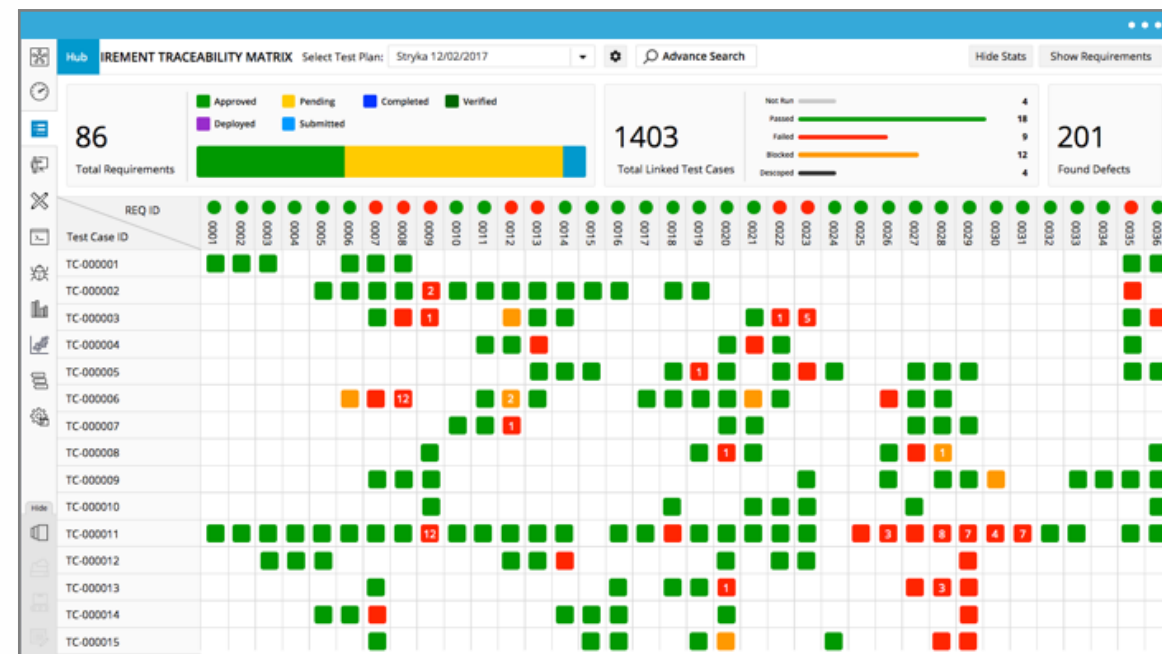 Hub IREMENT TRACEABILITY MATRIX Select Test Plan: Stryka 12/02/2017 Advance Search Hide Stats Show Requirements
86
Total Requirements
Approved Pending Completed Verified
Deployed Submitted
1403
Total Linked Test Cases
Not Run 4
Passed 18
Failed 9
Blocked 12
Descoped 4
201
Found Defects
REQ ID
Test Case ID
0001 0002 0003 0004 0005 0006 0007 0008 0009 0010 0011 0012 0013 0014 0015 0016 0017 0018 0019 0020 0021 0022 0023 0024 0025 0026 0027 0028 0029 0030 0031 0032 0033 0034 0035 0036
TC-000001
TC-000002 2
TC-000003 1 1 5
TC-000004
TC-000005 1
TC-000006 12 2
TC-000007 1
TC-000008 1 1
TC-000009
Hide
TC-000010
TC-000011 12 3 8 7 4 7
TC-000012
TC-000013 1 3
TC-000014
TC-000015